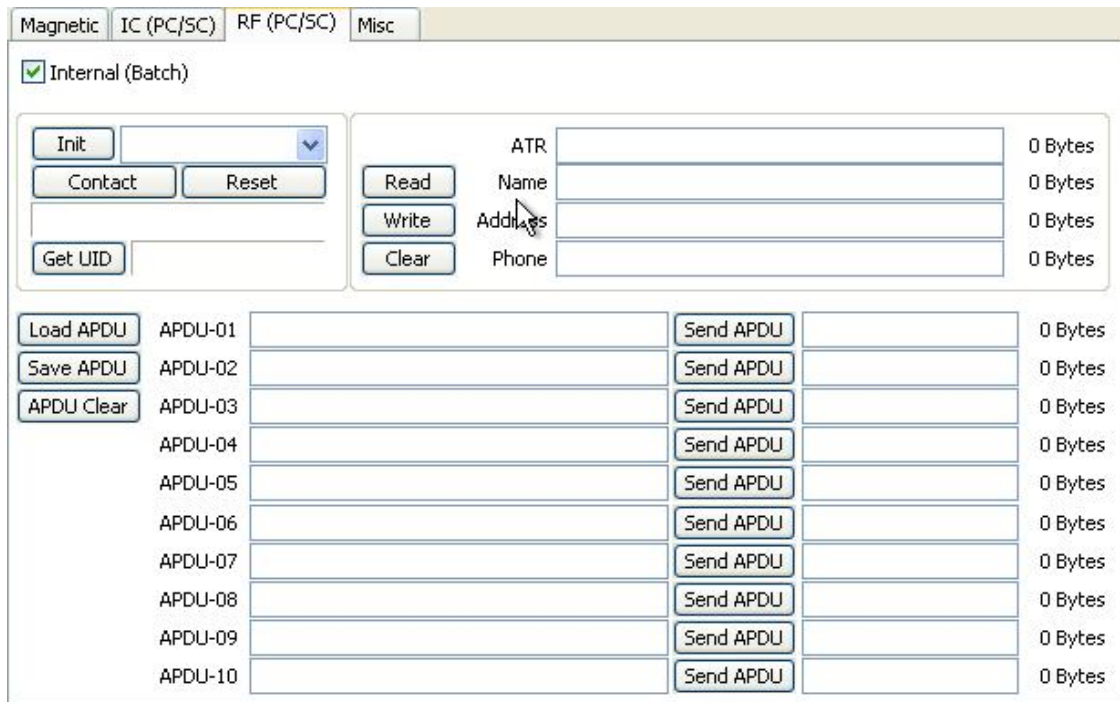 Magnetic IC (PC/SC) RF (PC/SC) Misc
Internal (Batch)
Init
Contact Reset
Get UID
ATR 0 Bytes
Read Name 0 Bytes
Write Address 0 Bytes
Clear Phone 0 Bytes
Load APDU APDU-01 Send APDU 0 Bytes
Save APDU APDU-02 Send APDU 0 Bytes
APDU Clear APDU-03 Send APDU 0 Bytes
APDU-04 Send APDU 0 Bytes
APDU-05 Send APDU 0 Bytes
APDU-06 Send APDU 0 Bytes
APDU-07 Send APDU 0 Bytes
APDU-08 Send APDU 0 Bytes
APDU-09 Send APDU 0 Bytes
APDU-10 Send APDU 0 Bytes